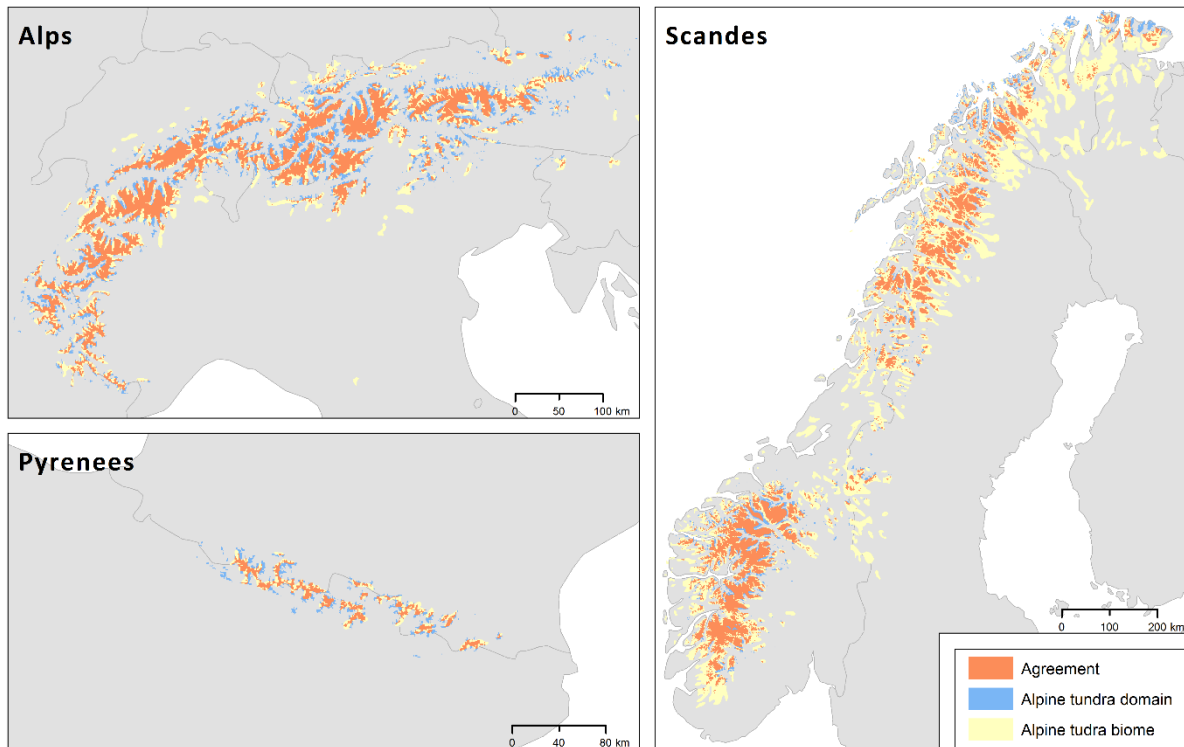 Alps
0 50 100 km
Pyrenees
0 40 80 km
Scandes
0 100 200 km
Agreement
Alpine tundra domain
Alpine tudra biome